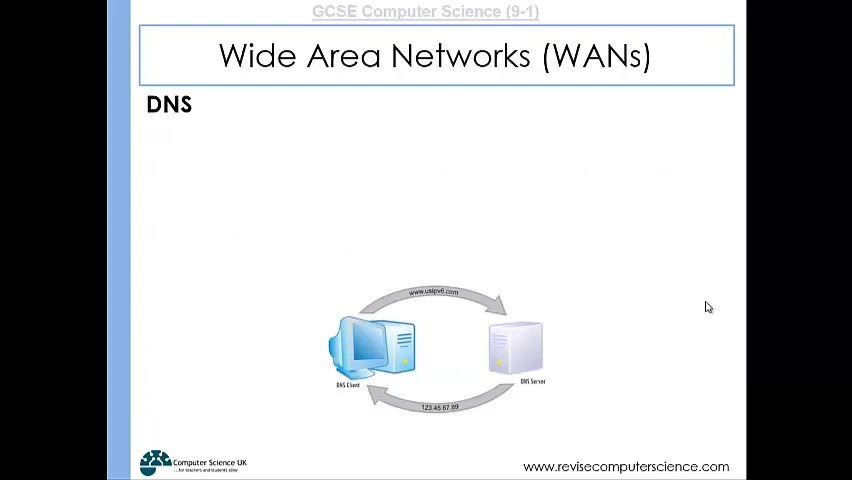 GCSE Computer Science (9-1)
Wide Area Networks (WANs)
DNS
www.usipv6.com
DNS Client
DNS Server
123.45.67.89
Computer Science UK
...for teachers and students alike
www.revisecomputerscience.com